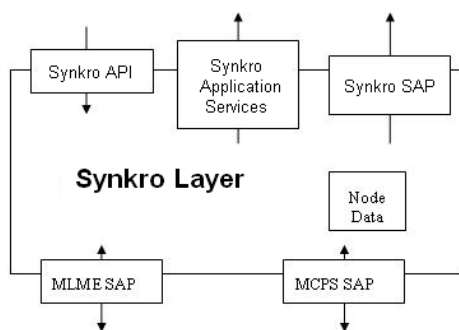 Synkro API
Synkro
Application
Services
Synkro SAP
Synkro Layer
Node
Data
MLME SAP
MCPS SAP